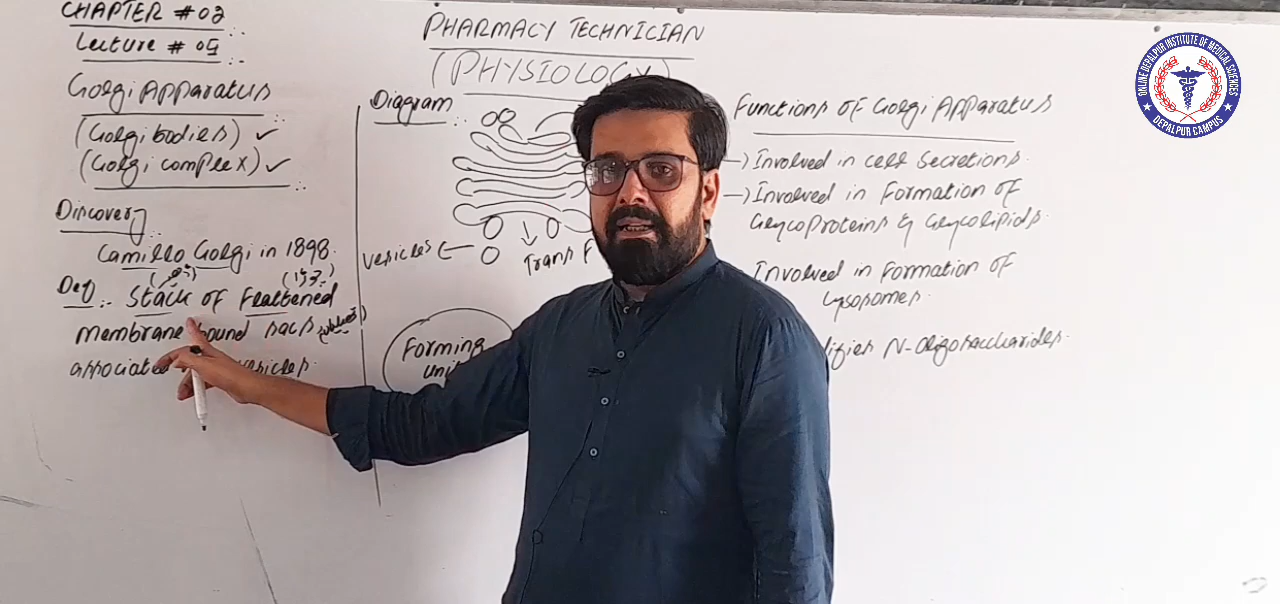 CHAPTER # 02
Lecture # 05
Golgi Apparatus
(Golgi bodies) ✓
(Golgi complex) ✓
Discovery
Camillo Golgi in 1898.
Def:. Stack of Flattened
membrane bound sacs
associated vesicles.
PHARMACY TECHNICIAN
(PHYSIOLOGY)
Diagram
vesicles
Trans F
Forming
Functions of Golgi Apparatus
→) Involved in cell secretions.
→) Involved in Formation of
Glycoproteins & Glycolipids.
Involved in Formation of
lysosomes.
difies N-oligosaccharides.
ONLINE DEPALPUR INSTITUTE OF MEDICAL SCIENCES
DEPALPUR CAMPUS